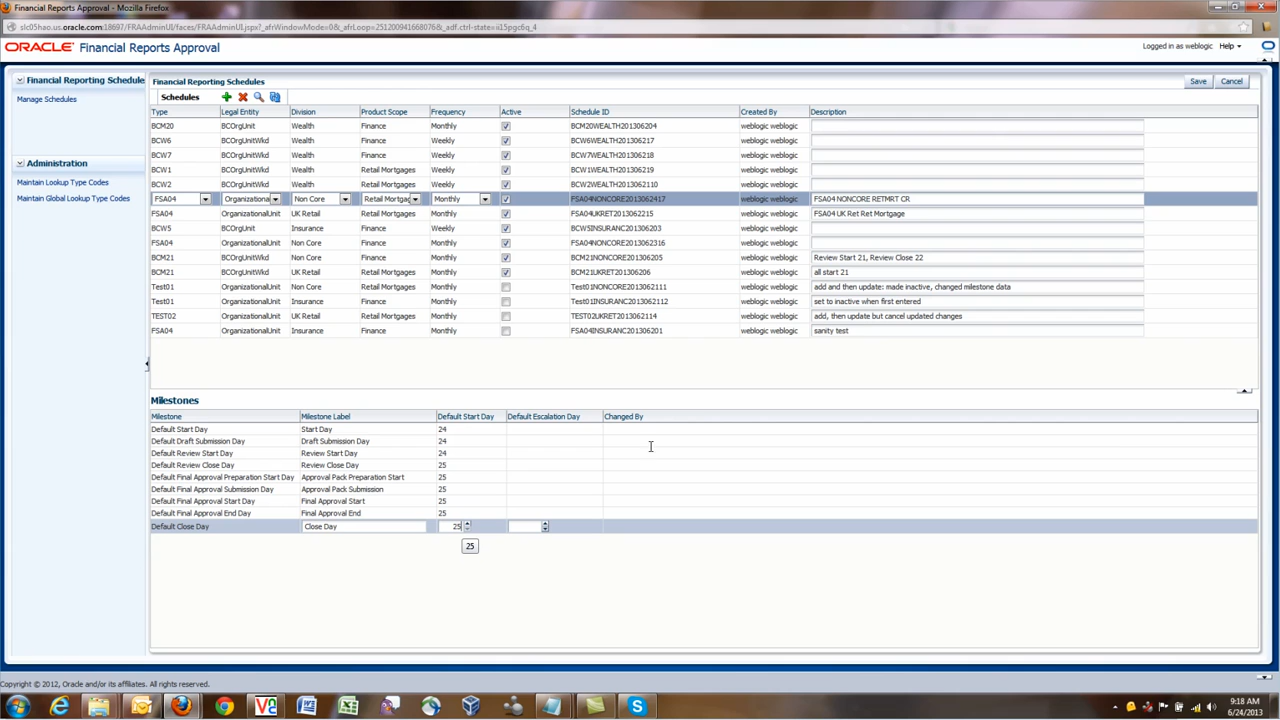 Financial Reports Approval - Mozilla Firefox
slc05hao.us.oracle.com:18697/FRAAdminUI/faces/FRAAdminUI.jspx?_afrWindowMode=0&_afrLoop=2512009416680768&_adf.ctrl-state=ii15pgc6q_4
ORACLE Financial Reports Approval
Logged in as weblogic Help
Financial Reporting Schedule
Manage Schedules
Administration
Maintain Lookup Type Codes
Maintain Global Lookup Type Codes
Financial Reporting Schedules Save Cancel
Schedules
Type Legal Entity Division Product Scope Frequency Active Schedule ID Created By Description
BCM20 BCOrgUnit Wealth Finance Monthly BCM20WEALTH201306204 weblogic weblogic
BCW6 BCOrgUnitWkd Wealth Finance Weekly BCW6WEALTH2013062​17 weblogic weblogic
BCW7 BCOrgUnitWkd Wealth Finance Weekly BCW7WEALTH2013062​18 weblogic weblogic
BCW1 BCOrgUnitWkd Wealth Retail Mortgages Weekly BCW1WEALTH2013062​19 weblogic weblogic
BCW2 BCOrgUnitWkd Wealth Retail Mortgages Weekly BCW2WEALTH2013062110 weblogic weblogic
FSA04 Organizationa Non Core Retail Mortgag Monthly FSA04NONCORE2013062417 weblogic weblogic FSA04 NONCORE RETMRT CR
FSA04 OrganizationalUnit UK Retail Retail Mortgages Monthly FSA04UKRET2013062215 weblogic weblogic FSA04 UK Ret Ret Mortgage
BCW5 BCOrgUnitWkd Insurance Finance Weekly BCW5INSURANC201306203 weblogic weblogic
FSA04 OrganizationalUnit Non Core Finance Monthly FSA04NONCORE2013062316 weblogic weblogic
BCM21 BCOrgUnitWkd Non Core Retail Mortgages Monthly BCM21NONCORE201306205 weblogic weblogic Review Start 21, Review Close 22
BCM21 BCOrgUnitWkd UK Retail Retail Mortgages Monthly BCM21UKRET201306206 weblogic weblogic all start 21
Test01 OrganizationalUnit Non Core Retail Mortgages Monthly Test01NONCORE2013062111 weblogic weblogic add and then update: made inactive, changed milestone data
Test01 OrganizationalUnit Insurance Finance Monthly Test01INSURANC2013062112 weblogic weblogic set to inactive when first entered
TEST02 OrganizationalUnit UK Retail Retail Mortgages Monthly TEST02UKRET2013062114 weblogic weblogic add, then update but cancel updated changes
FSA04 OrganizationalUnit Insurance Finance Monthly FSA04INSURANC201306201 weblogic weblogic sanity test
Milestones
Milestone Milestone Label Default Start Day Default Escalation Day Changed By
Default Start Day Start Day 24
Default Draft Submission Day Draft Submission Day 24
Default Review Start Day Review Start Day 24
Default Review Close Day Review Close Day 25
Default Final Approval Preparation Start Day Approval Pack Preparation Start 25
Default Final Approval Submission Day Approval Pack Submission 25
Default Final Approval Start Day Final Approval Start 25
Default Final Approval End Day Final Approval End 25
Default Close Day Close Day 25
25
Copyright © 2012, Orade and/or its affiliates. All rights reserved.
9:18 AM
6/24/2013